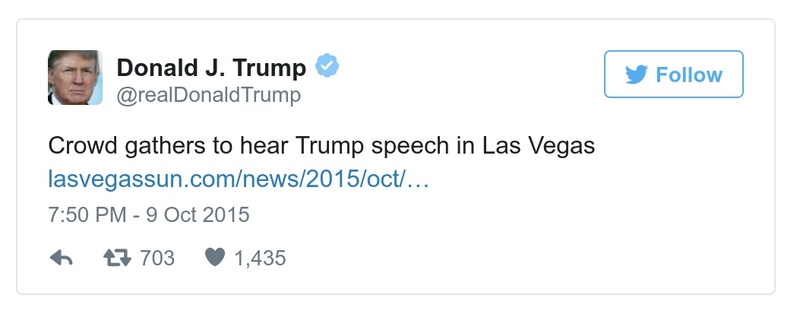 Donald J. Trump
@realDonaldTrump
Follow
Crowd gathers to hear Trump speech in Las Vegas
lasvegassun.com/news/2015/oct/…
7:50 PM - 9 Oct 2015
703 1,435